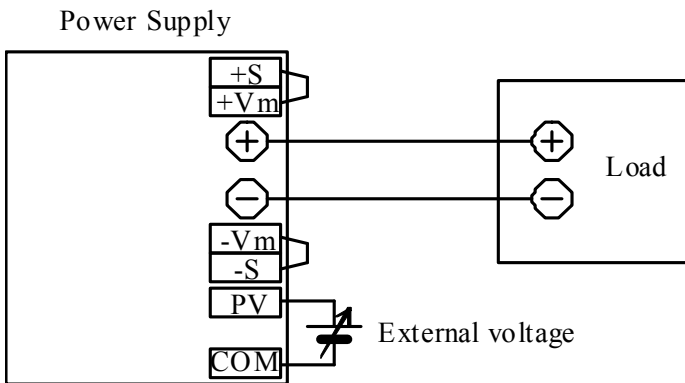 Power Supply
+S
+Vm
+
+
Load
-
-
-Vm
-S
PV
External voltage
COM